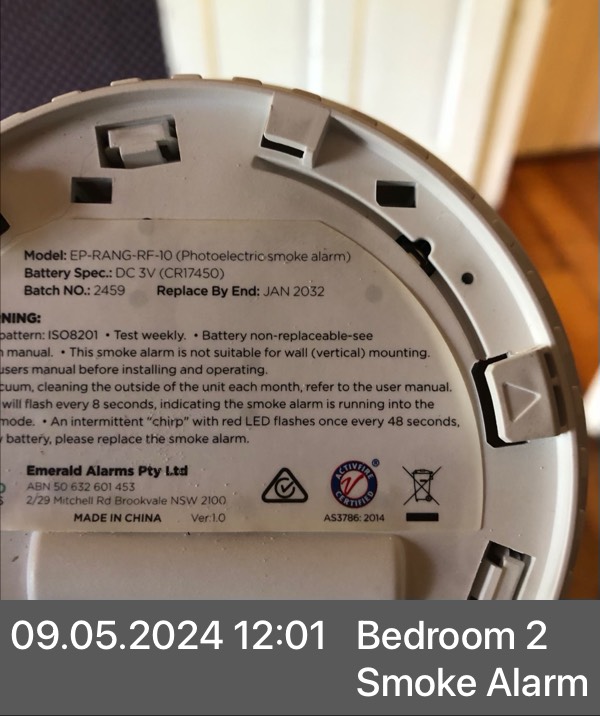 Model: EP-RANG-RF-10 (Photoelectric smoke alarm)
Battery Spec.: DC 3V (CR17450)
Batch NO.: 2459 Replace By End: JAN 2032
NING:
pattern: ISO8201 • Test weekly. • Battery non-replaceable-see
manual. • This smoke alarm is not suitable for wall (vertical) mounting.
users manual before installing and operating.
cuum, cleaning the outside of the unit each month, refer to the user manual.
will flash every 8 seconds, indicating the smoke alarm is running into the
mode. • An intermittent "chirp" with red LED flashes once every 48 seconds,
battery, please replace the smoke alarm.
Emerald Alarms Pty Ltd
ABN 50 632 601 453
2/29 Mitchell Rd Brookvale NSW 2100
MADE IN CHINA Ver:1.0
ACTIVFIRE
CERTIFIED
®
AS3786: 2014
09.05.2024 12:01 Bedroom 2
Smoke Alarm